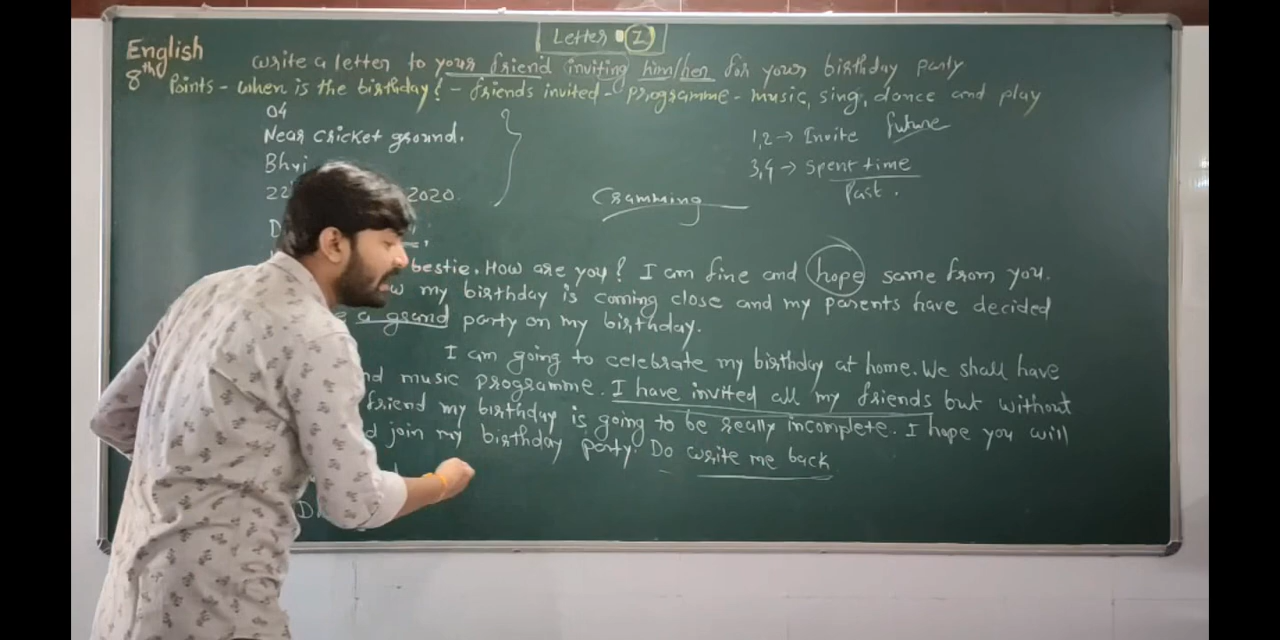 Letter 2
English
8th
write a letter to your friend inviting him/her for your birthday party
Points - when is the birthday? - friends invited - programme - music, sing, dance and play
04
Near cricket ground.
Bhuj
22 2020.
1,2 → Invite future
3,4 → Spent time
Past.
Cramming
D
bestie. How are you? I am fine and hope same from you.
my birthday is coming close and my parents have decided
a grand party on my birthday.
I am going to celebrate my birthday at home. We shall have
music programme. I have invited all my friends but without
friend my birthday is going to be really incomplete. I hope you will
join my birthday party. Do write me back
D